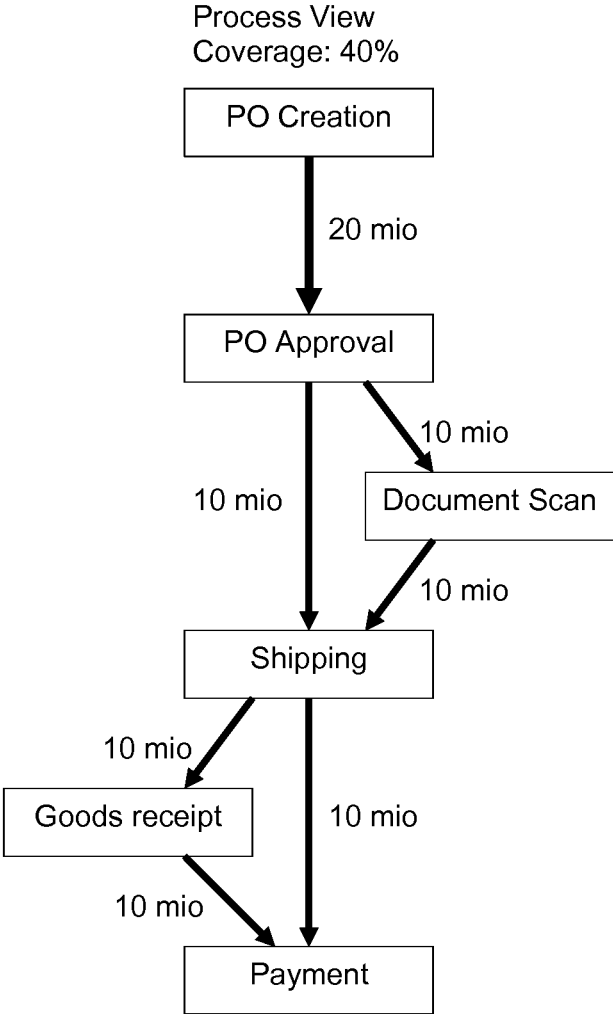 Process View
Coverage: 40%
PO Creation
20 mio
PO Approval
10 mio
10 mio
Document Scan
10 mio
Shipping
10 mio
Goods receipt
10 mio
10 mio
Payment